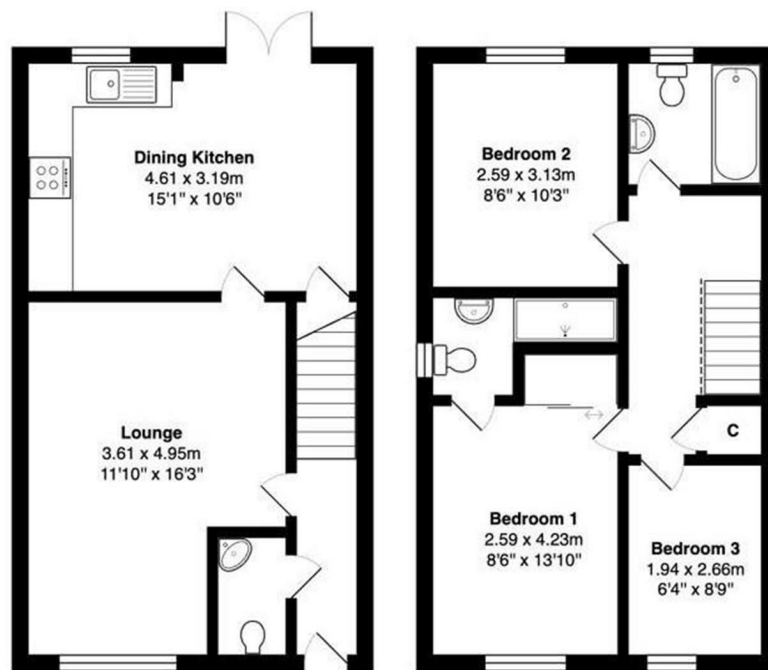 Dining Kitchen
4.61 x 3.19m
15'1" x 10'6"
Lounge
3.61 x 4.95m
11'10" x 16'3"
Bedroom 2
2.59 x 3.13m
8'6" x 10'3"
C
Bedroom 1
2.59 x 4.23m
8'6" x 13'10"
Bedroom 3
1.94 x 2.66m
6'4" x 8'9"